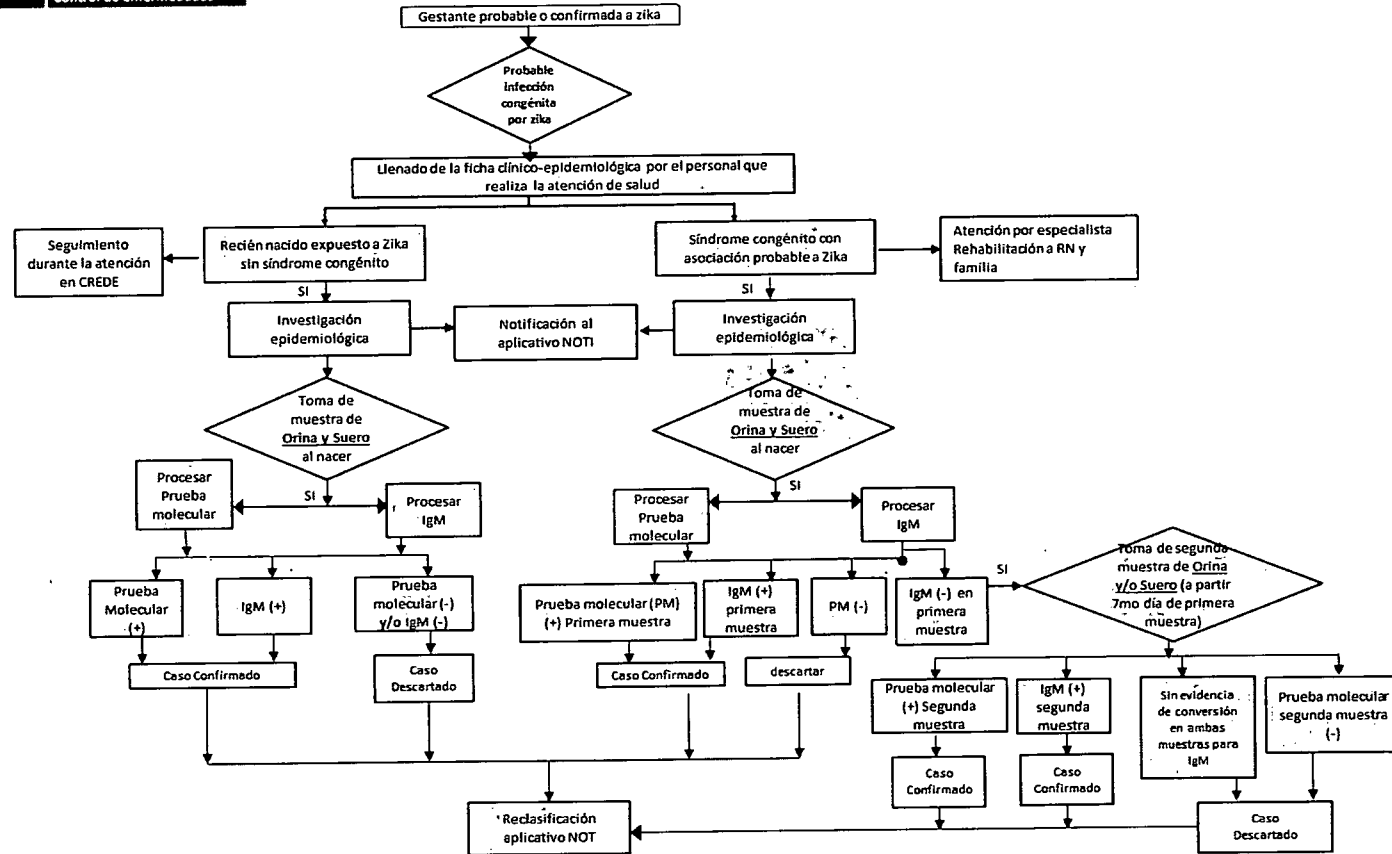 Gestante probable o confirmada a zika
Probable
infección
congénita
por zika
Llenado de la ficha clínico-epidemiológica por el personal que
realiza la atención de salud
Seguimiento
durante la atención
en CREDE
Recién nacido expuesto a Zika
sin síndrome congénito
Síndrome congénito con
asociación probable a Zika
Atención por especialista
Rehabilitación a RN y
família
SI
SI
Investigación
epidemiológica
Notificación al
aplicativo NOTI
Investigación
epidemiológica
Toma de
muestra de
Orina y Suero
al nacer
Toma de
muestra de
Orina y Suero
al nacer
Procesar
Prueba
molecular
SI
Procesar
IgM
Procesar
Prueba
molecular
SI
Procesar
IgM
Prueba
Molecular
(+)
IgM (+)
Prueba
molecular (-)
y/o IgM (-)
Prueba molecular (PM)
(+) Primera muestra
IgM (+)
primera
muestra
PM (-)
IgM (-) en
primera
muestra
SI
Toma de segunda
muestra de Orina
y/o Suero (a partir
7mo día de primera
muestra)
Caso Confirmado
Caso
Descartado
Caso Confirmado
descartar
Prueba molecular
(+) Segunda
muestra
IgM (+)
segunda
muestra
Sin evidencia
de conversión
en ambas
muestras para
IgM
Prueba molecular
segunda muestra
(-)
Caso
Confirmado
Caso
Confirmado
Caso
Descartado
Reclasificación
aplicativo NOT